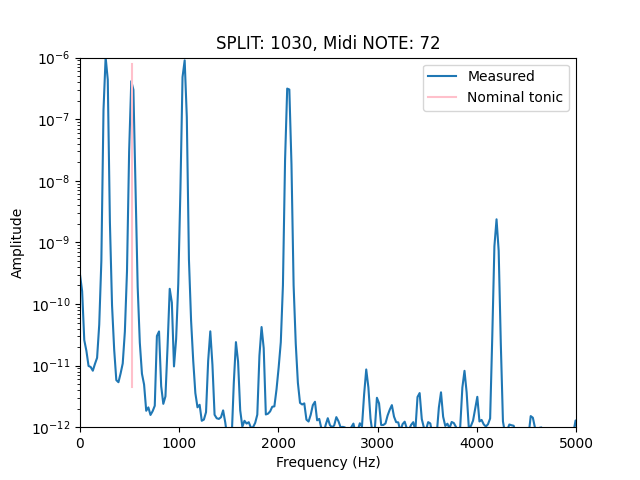 SPLIT: 1030, Midi NOTE: 72
Measured
Nominal tonic
Amplitude
10⁻⁶
10⁻⁷
10⁻⁸
10⁻⁹
10⁻¹⁰
10⁻¹¹
10⁻¹²
0 1000 2000 3000 4000 5000
Frequency (Hz)